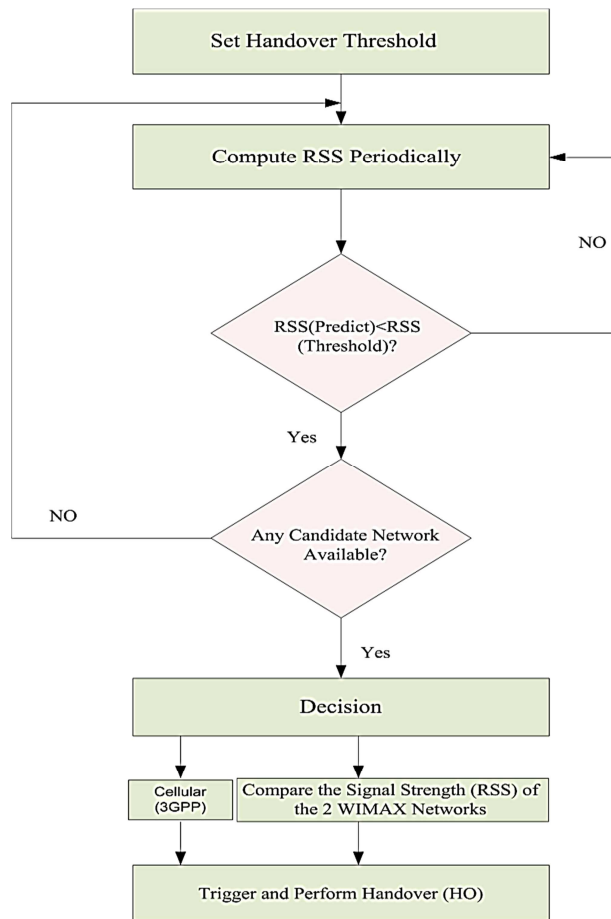 Set Handover Threshold
Compute RSS Periodically
NO
RSS(Predict)<RSS
(Threshold)?
Yes
NO
Any Candidate Network
Available?
Yes
Decision
Cellular
(3GPP)
Compare the Signal Strength (RSS) of
the 2 WIMAX Networks
Trigger and Perform Handover (HO)